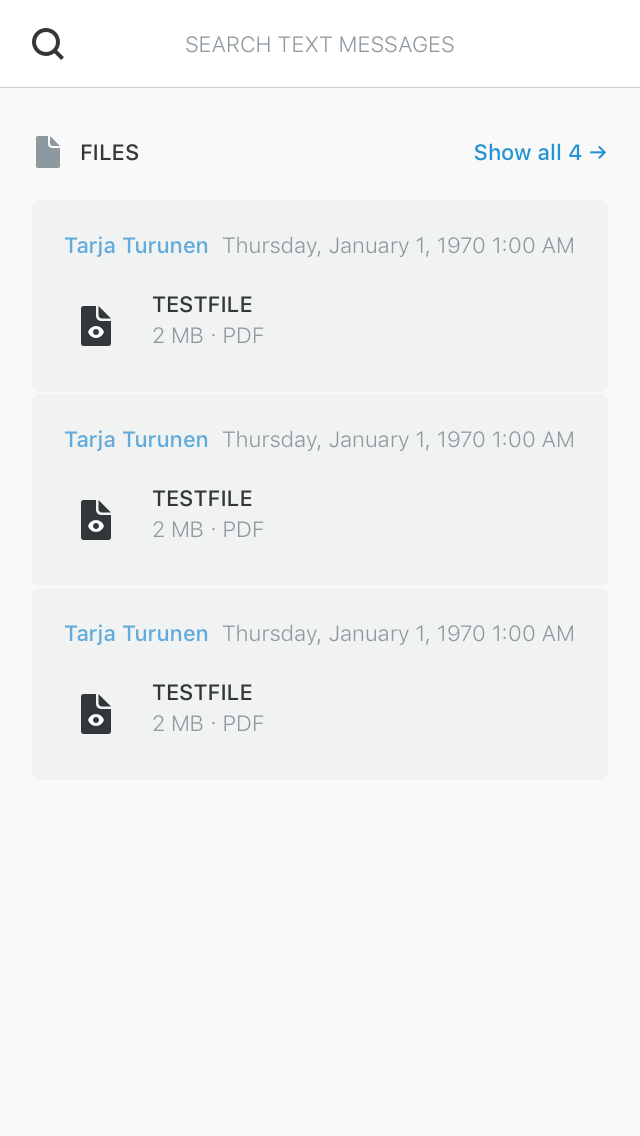 SEARCH TEXT MESSAGES
FILES Show all 4 →
Tarja Turunen Thursday, January 1, 1970 1:00 AM
TESTFILE
2 MB · PDF
Tarja Turunen Thursday, January 1, 1970 1:00 AM
TESTFILE
2 MB · PDF
Tarja Turunen Thursday, January 1, 1970 1:00 AM
TESTFILE
2 MB · PDF